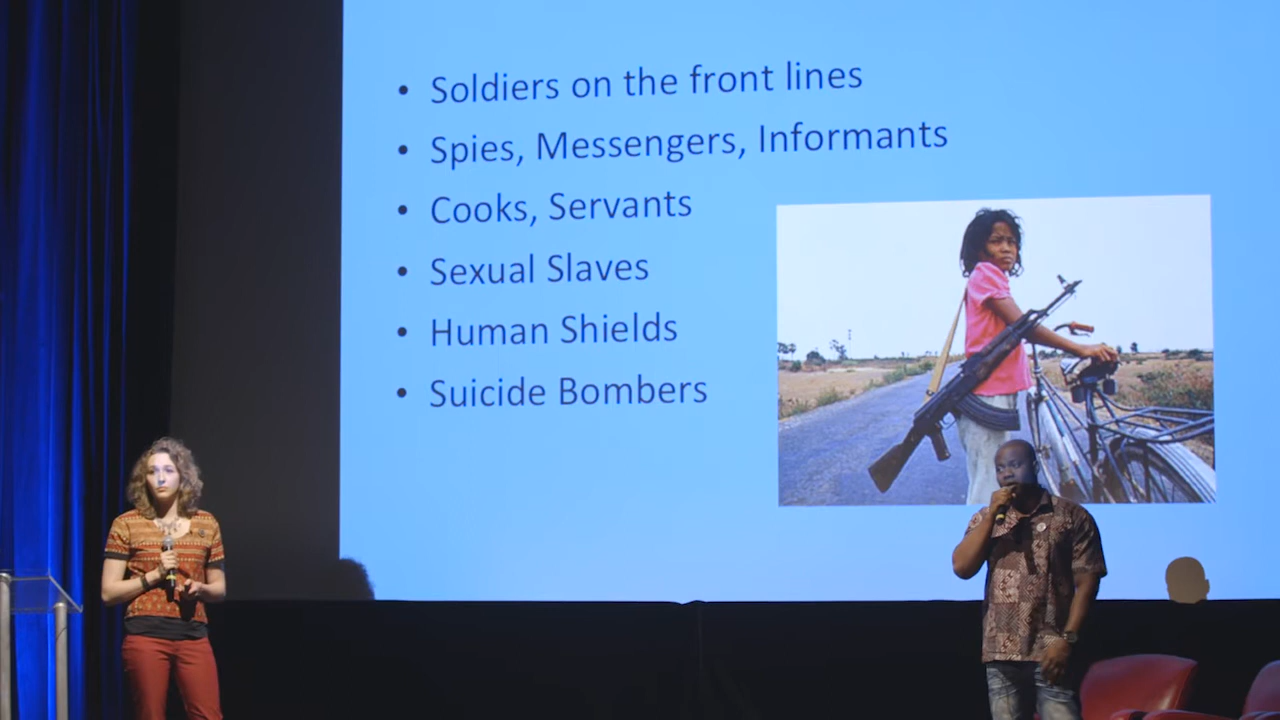 • Soldiers on the front lines
• Spies, Messengers, Informants
• Cooks, Servants
• Sexual Slaves
• Human Shields
• Suicide Bombers